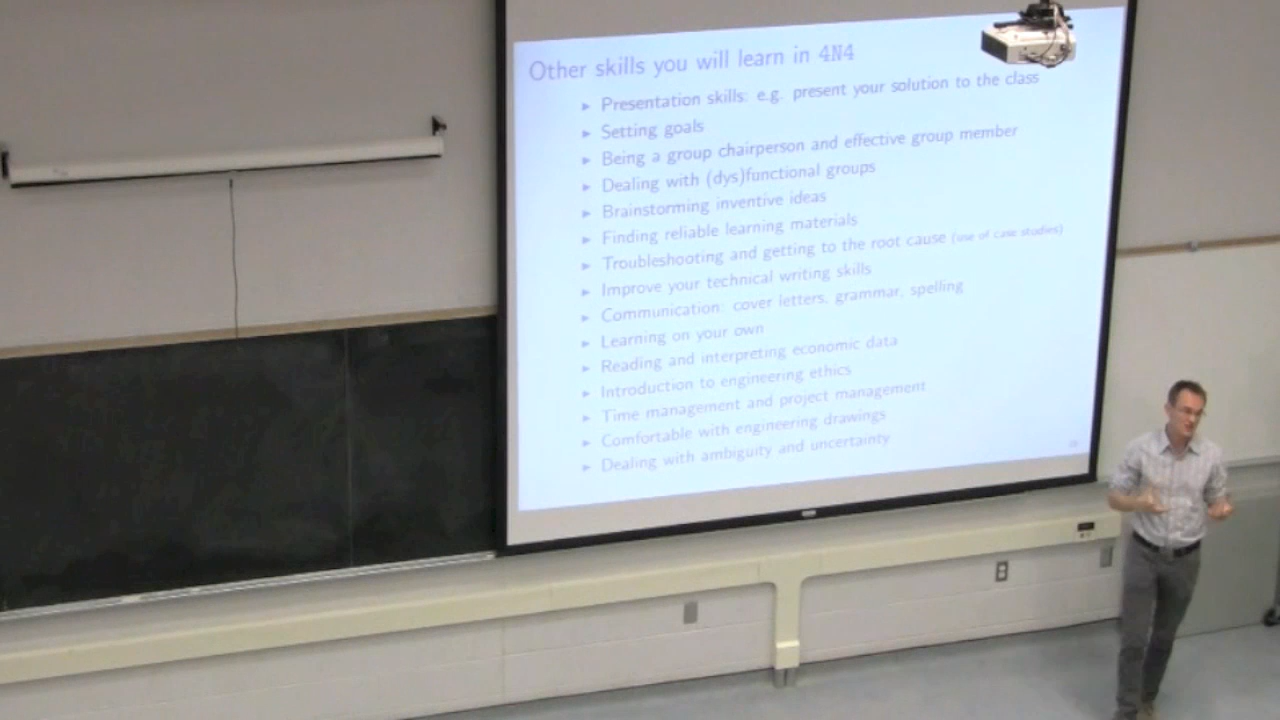 Other skills you will learn in 4N4
► Presentation skills: e.g. present your solution to the class
► Setting goals
► Being a group chairperson and effective group member
► Dealing with (dys)functional groups
► Brainstorming inventive ideas
► Finding reliable learning materials
► Troubleshooting and getting to the root cause (use of case studies)
► Improve your technical writing skills
► Communication: cover letters, grammar, spelling
► Learning on your own
► Reading and interpreting economic data
► Introduction to engineering ethics
► Time management and project management
► Comfortable with engineering drawings
► Dealing with ambiguity and uncertainty